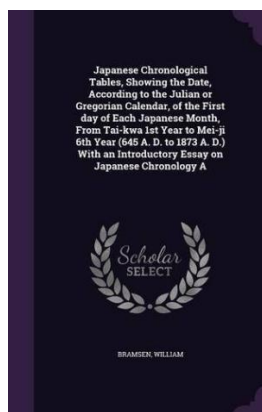 Japanese Chronological
Tables, Showing the Date,
According to the Julian or
Gregorian Calendar, of the First
day of Each Japanese Month,
From Tai-kwa 1st Year to Mei-ji
6th Year (645 A. D. to 1873 A. D.)
With an Introductory Essay on
Japanese Chronology A
Scholar
SELECT
BRAMSEN, WILLIAM